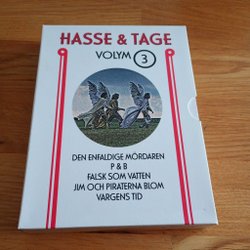 HASSE & TAGE
VOLYM 3
DEN ENFALDIGE MÖRDAREN
P & B
FALSK SOM VATTEN
JIM OCH PIRATERNA BLOM
VARGENS TID